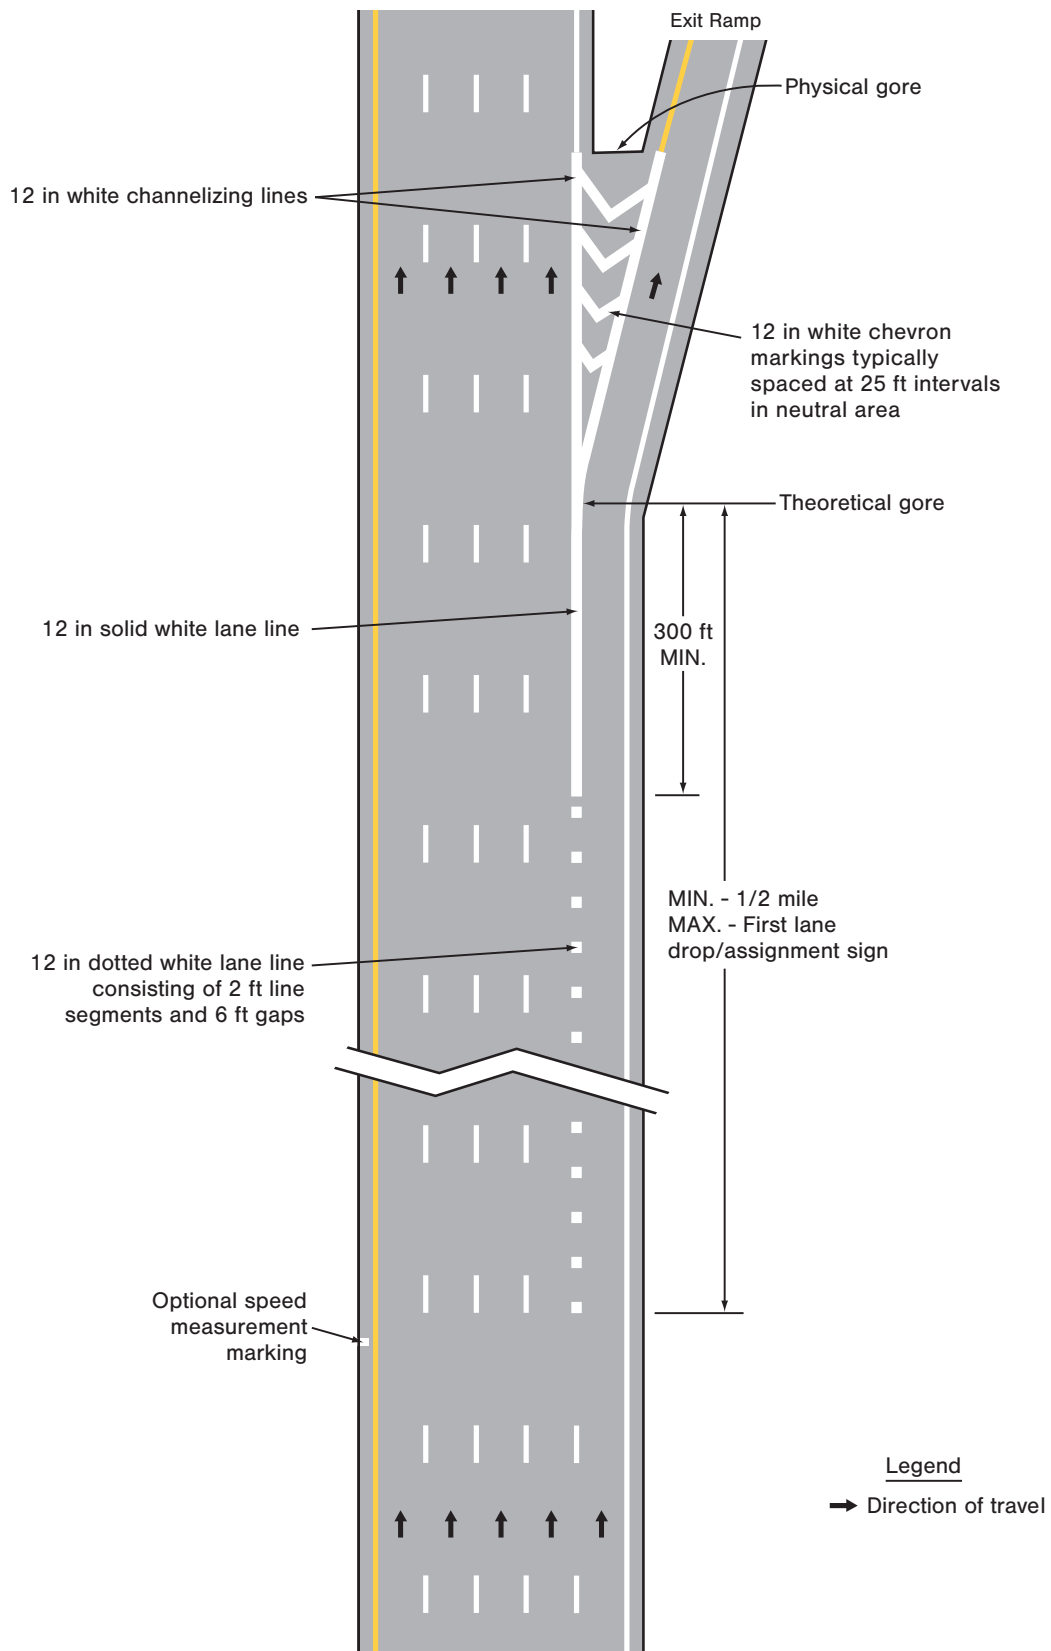 Exit Ramp
Physical gore
12 in white channelizing lines
12 in white chevron
markings typically
spaced at 25 ft intervals
in neutral area
Theoretical gore
12 in solid white lane line
300 ft
MIN.
MIN. - 1/2 mile
MAX. - First lane
drop/assignment sign
12 in dotted white lane line
consisting of 2 ft line
segments and 6 ft gaps
Optional speed
measurement
marking
Legend
Direction of travel